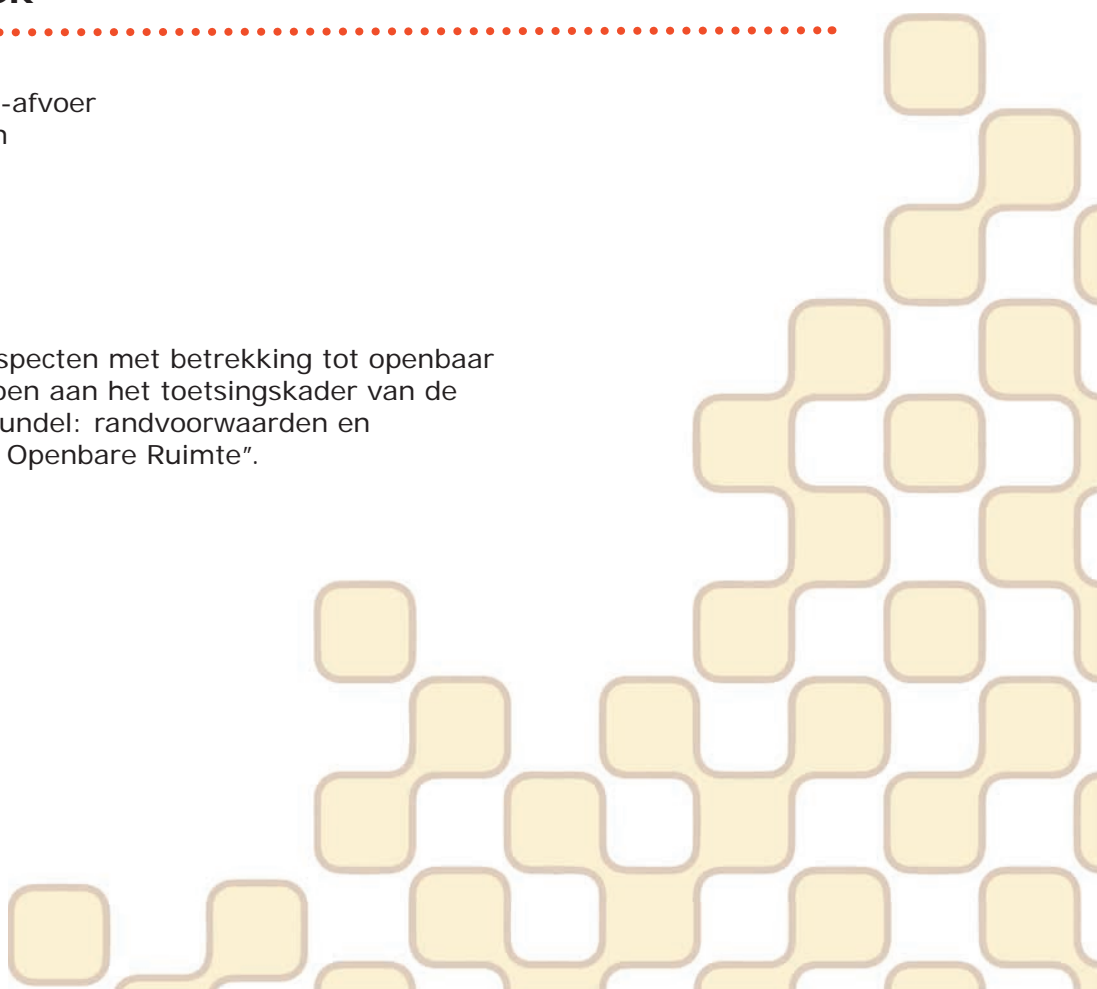 -afvoer
specten met betrekking tot openbaar
pen aan het toetsingskader van de
undel: randvoorwaarden en
Openbare Ruimte”.